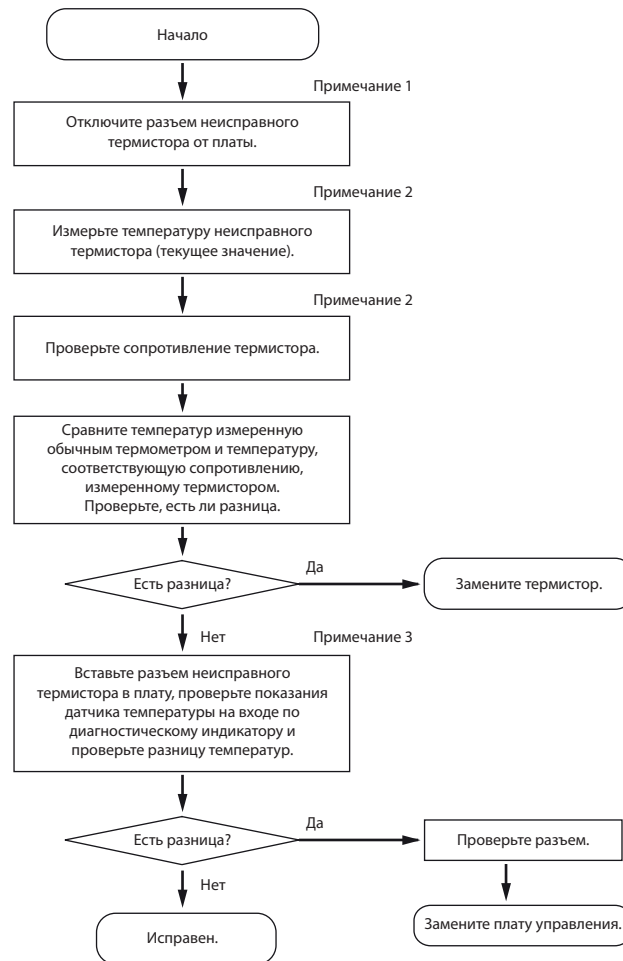 Начало
Примечание 1
Отключите разъем неисправного
термистора от платы.
Примечание 2
Измерьте температуру неисправного
термистора (текущее значение).
Примечание 2
Проверьте сопротивление термистора.
Сравните температур измеренную
обычным термометром и температуру,
соответствующую сопротивлению,
измеренному термистором.
Проверьте, есть ли разница.
Есть разница?
Да
Замените термистор.
Нет
Примечание 3
Вставьте разъем неисправного
термистора в плату, проверьте показания
датчика температуры на входе по
диагностическому индикатору и
проверьте разницу температур.
Есть разница?
Да
Проверьте разъем.
Нет
Замените плату управления.
Исправен.